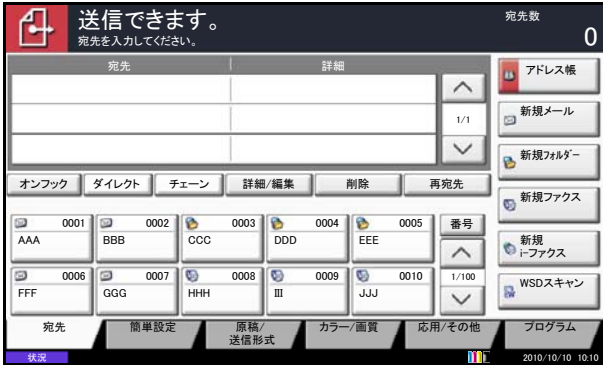 送信できます。
宛先を入力してください。
宛先数
0
宛先 詳細
1/1
アドレス帳
新規メール
新規フォルダー
新規ファクス
新規
i-ファクス
WSDスキャン
オンフック ダイレクト チェーン 詳細/編集 削除 再宛先
0001 0002 0003 0004 0005 番号
AAA BBB CCC DDD EEE
0006 0007 0008 0009 0010 1/100
FFF GGG HHH III JJJ
宛先 簡単設定 原稿/
送信形式 カラー/画質 応用/その他 プログラム
状況 2010/10/10 10:10